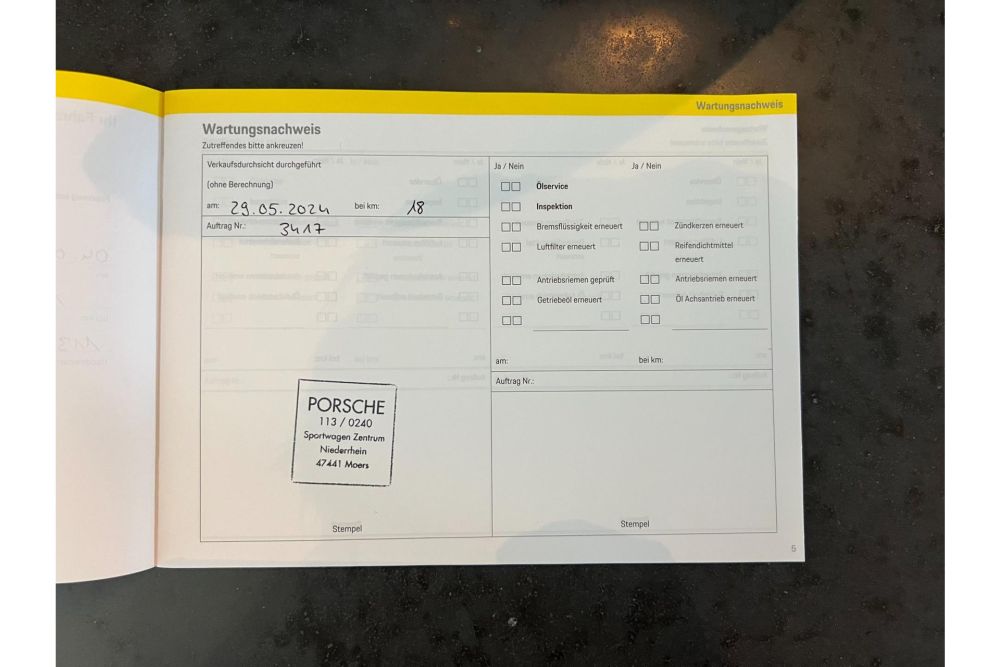 Wartungsnachweis
Wartungsnachweis
Zutreffendes bitte ankreuzen!
Verkaufsdurchsicht durchgeführt
(ohne Berechnung)
am: 29.05.2024 bei km: 18
Auftrag Nr.: 3417
PORSCHE
113 / 0240
Sportwagen Zentrum
Niederrhein
47441 Moers
Stempel
Ja / Nein Ja / Nein
Ölservice
Inspektion
Bremsflüssigkeit erneuert Zündkerzen erneuert
Luftfilter erneuert Reifendichtmittel
erneuert
Antriebsriemen geprüft Antriebsriemen erneuert
Getriebeöl erneuert Öl Achsantrieb erneuert
am: bei km:
Auftrag Nr.:
Stempel
5